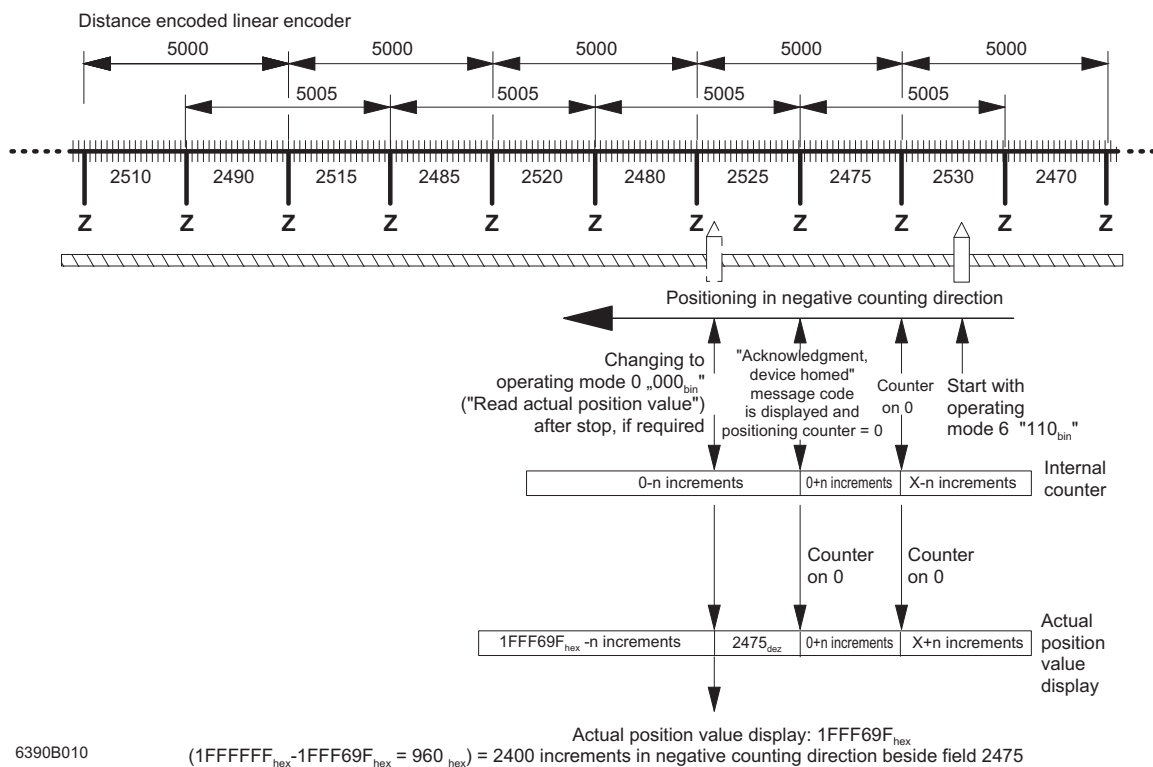 Distance encoded linear encoder
5000 5000 5000 5000 5000
5005 5005 5005 5005
2510 2490 2515 2485 2520 2480 2525 2475 2530 2470
Z Z Z Z Z Z Z Z Z Z Z
Positioning in negative counting direction
Changing to
operating mode 0 „000bin"
("Read actual position value")
after stop, if required
"Acknowledgment,
device homed"
message code
is displayed and
positioning counter = 0
Counter
on 0
Start with
operating
mode 6 "110bin"
0-n increments 0+n increments X-n increments
Internal
counter
Counter
on 0
Counter
on 0
1FFF69Fhex -n increments 2475dez 0+n increments X+n increments
Actual
position
value
display
Actual position value display: 1FFF69Fhex
(1FFFFFFhex-1FFF69Fhex = 960 hex) = 2400 increments in negative counting direction beside field 2475
6390B010